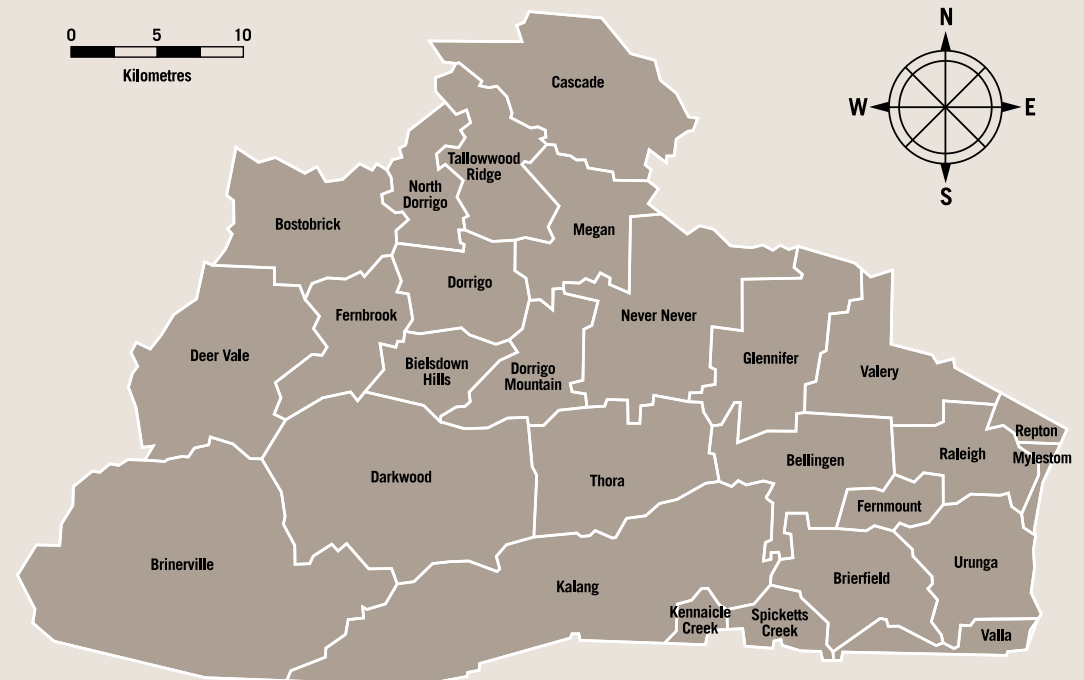 0 5 10
Kilometres
N
W E
S
Cascade
Tallowwood
Ridge
North
Dorrigo
Bostobrick
Megan
Dorrigo
Fernbrook
Never Never
Deer Vale
Bielsdown
Hills
Dorrigo
Mountain
Glennifer
Valery
Repton
Mylestom
Raleigh
Bellingen
Darkwood
Thora
Fernmount
Brinerville
Urunga
Brierfield
Kalang
Kennaicle
Creek
Spicketts
Creek
Valla